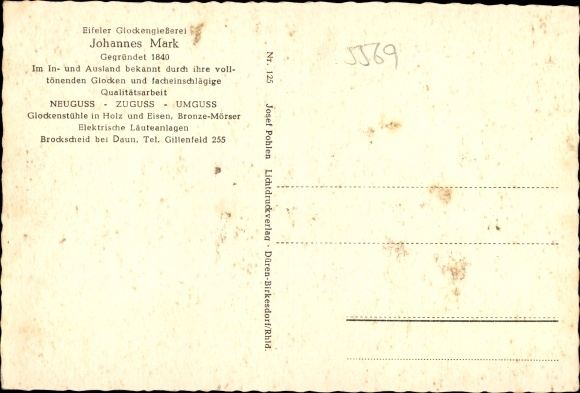 Eifeler Glockengießerei
Johannes Mark
Gegründet 1840
Im In- und Ausland bekannt durch ihre voll-
tönenden Glocken und facheinschlägige
Qualitätsarbeit
NEUGUSS - ZUGUSS - UMGUSS
Glockenstühle in Holz und Eisen, Bronze-Mörser
Elektrische Läuteanlagen
Brockscheid bei Daun, Tel. Gillenfeld 255
Nr. 125 Josef Pohlen Lichtdruckverlag · Düren-Birkesdorf/Rhld.
5569